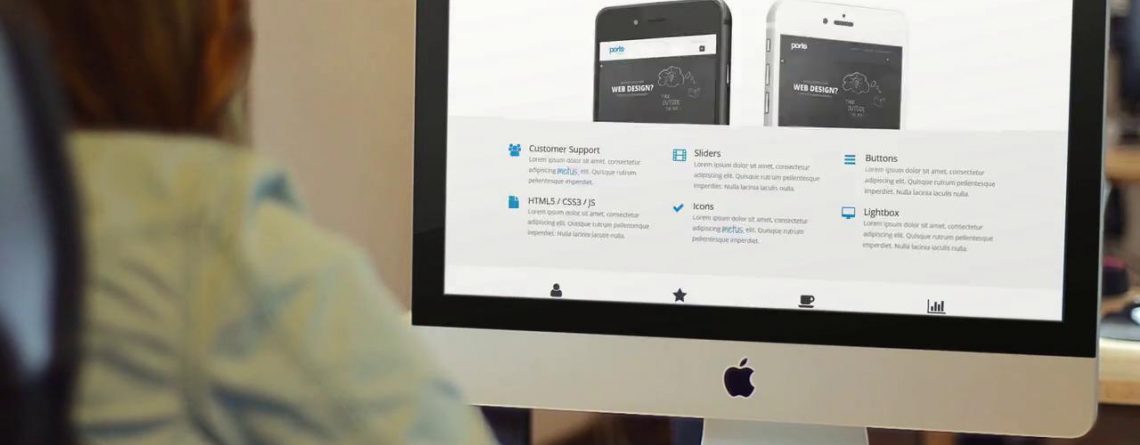 porto
WEB DESIGN?
THINK
OUTSIDE
porto
WEB DESIGN?
THINK
OUTSIDE
Customer Support
Lorem ipsum dolor sit amet, consectetur
adipiscing metus, elit. Quisque rutrum
pellentesque imperdiet.
Sliders
Lorem ipsum dolor sit amet, consectetur
adipiscing elit. Quisque rutrum pellentesque
imperdiet. Nulla lacinia iaculis nulla.
Buttons
Lorem ipsum dolor sit amet, consectetur
adipiscing elit. Quisque rutrum pellentesque
imperdiet. Nulla lacinia iaculis nulla.
HTML5 / CSS3 / JS
Lorem ipsum dolor sit amet, consectetur
adipiscing elit. Quisque rutrum pellentesque
imperdiet. Nulla lacinia iaculis nulla.
Icons
Lorem ipsum dolor sit amet, consectetur
adipiscing metus, elit. Quisque rutrum
pellentesque imperdiet.
Lightbox
Lorem ipsum dolor sit amet, consectetur
adipiscing elit. Quisque rutrum pellentesque
imperdiet. Nulla lacinia iaculis nulla.